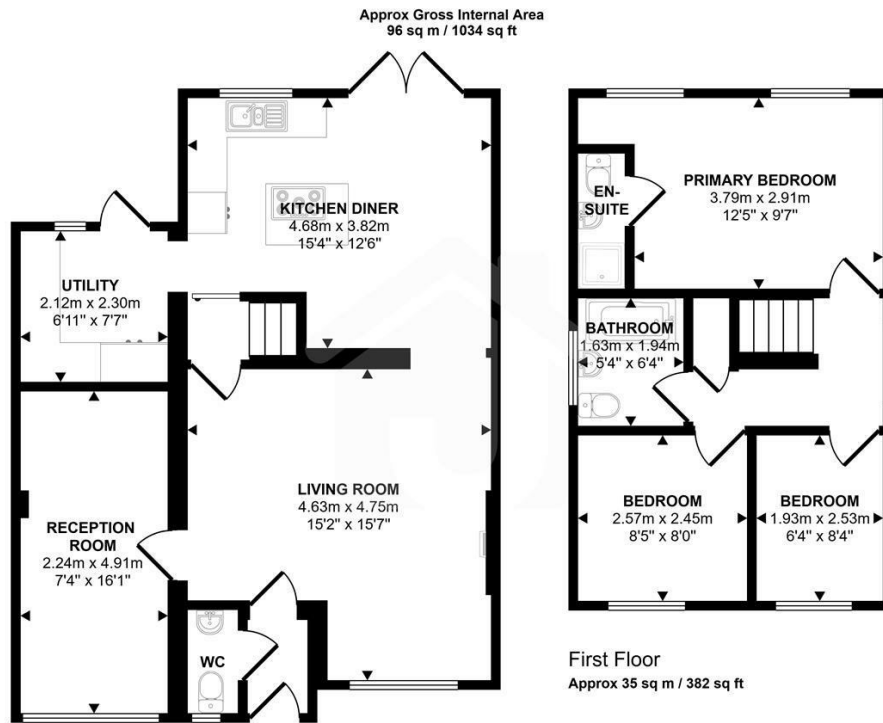 Approx Gross Internal Area
96 sq m / 1034 sq ft
KITCHEN DINER
4.68m x 3.82m
15'4" x 12'6"
UTILITY
2.12m x 2.30m
6'11" x 7'7"
LIVING ROOM
4.63m x 4.75m
15'2" x 15'7"
RECEPTION
ROOM
2.24m x 4.91m
7'4" x 16'1"
WC
EN-
SUITE
PRIMARY BEDROOM
3.79m x 2.91m
12'5" x 9'7"
BATHROOM
1.63m x 1.94m
5'4" x 6'4"
BEDROOM
2.57m x 2.45m
8'5" x 8'0"
BEDROOM
1.93m x 2.53m
6'4" x 8'4"
First Floor
Approx 35 sq m / 382 sq ft